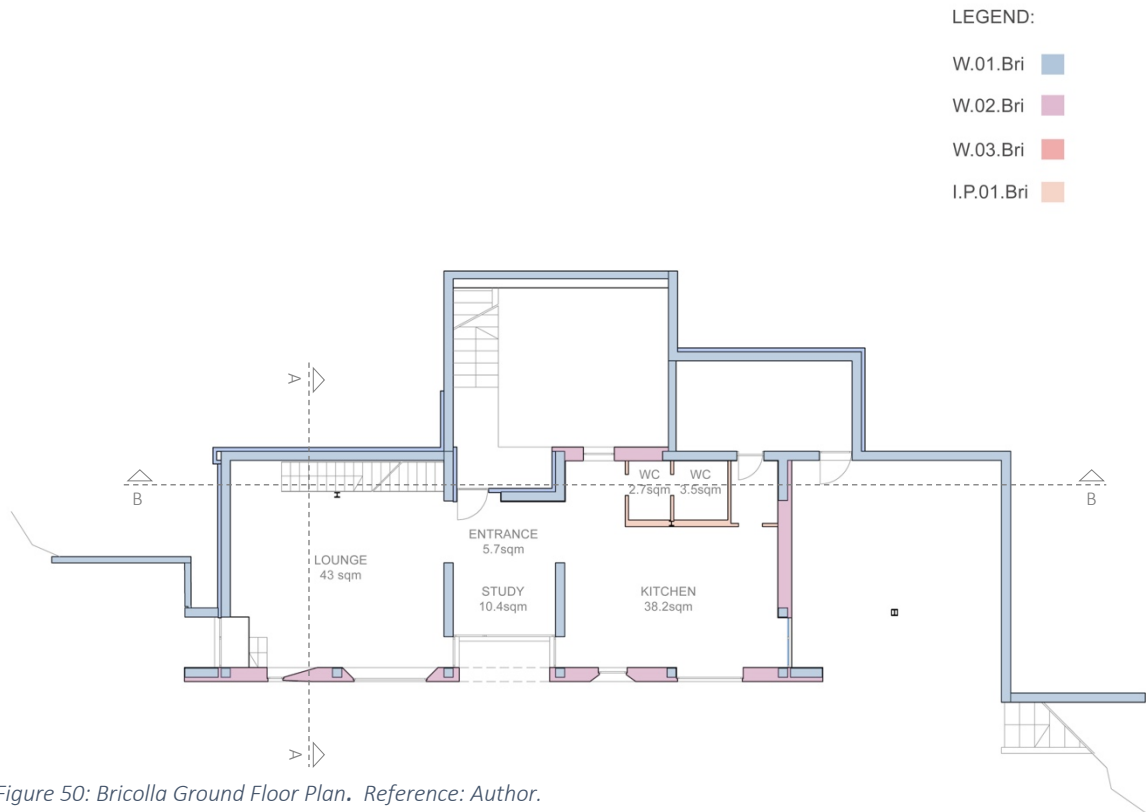 LEGEND:
W.01.Bri
W.02.Bri
W.03.Bri
I.P.01.Bri
A
B
B
WC
2.7sqm
WC
3.5sqm
ENTRANCE
5.7sqm
LOUNGE
43 sqm
STUDY
10.4sqm
KITCHEN
38.2sqm
A
Figure 50: Bricolla Ground Floor Plan. Reference: Author.